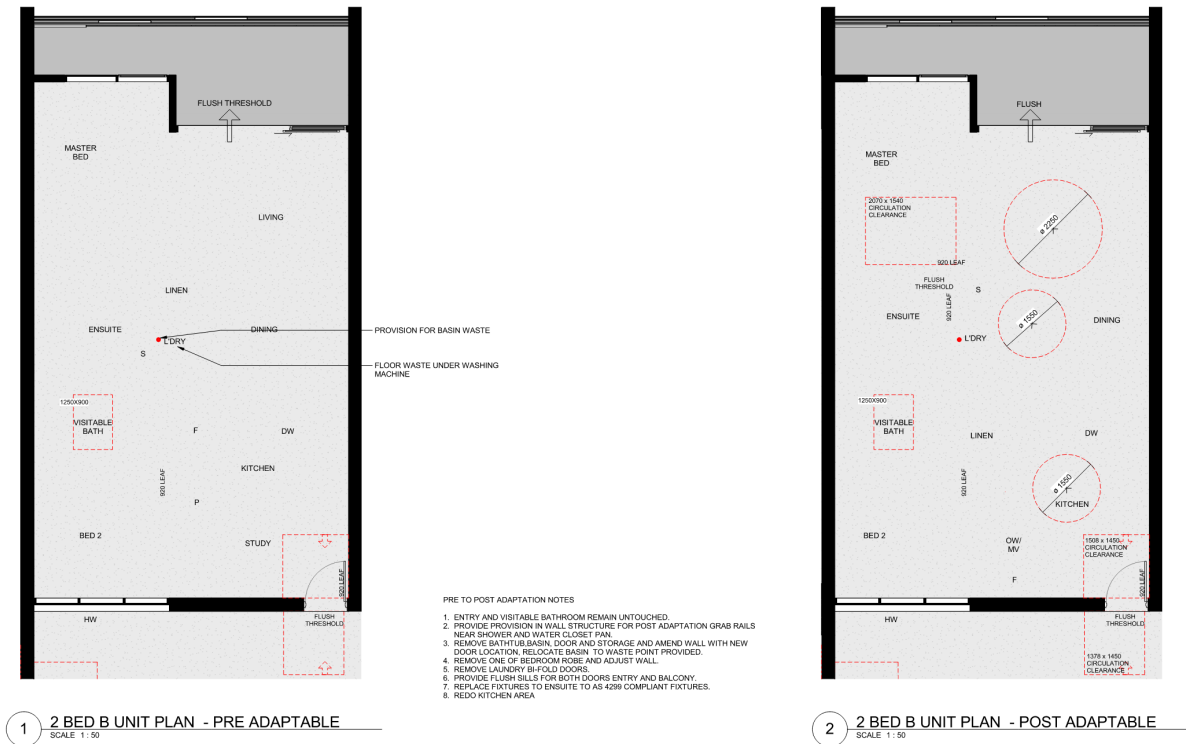 FLUSH THRESHOLD
MASTER
BED
LIVING
LINEN
ENSUITE
DINING
L'DRY
S
PROVISION FOR BASIN WASTE
FLOOR WASTE UNDER WASHING
MACHINE
1250X900
VISITABLE
BATH
F
DW
KITCHEN
920 LEAF
P
BED 2
STUDY
920 LEAF
HW
FLUSH
THRESHOLD
1
2 BED B UNIT PLAN - PRE ADAPTABLE
SCALE 1 : 50
PRE TO POST ADAPTATION NOTES
1. ENTRY AND VISITABLE BATHROOM REMAIN UNTOUCHED.
2. PROVIDE PROVISION IN WALL STRUCTURE FOR POST ADAPTATION GRAB RAILS
NEAR SHOWER AND WATER CLOSET PAN.
3. REMOVE BATHTUB,BASIN, DOOR AND STORAGE AND AMEND WALL WITH NEW
DOOR LOCATION, RELOCATE BASIN TO WASTE POINT PROVIDED.
4. REMOVE ONE OF BEDROOM ROBE AND ADJUST WALL.
5. REMOVE LAUNDRY BI-FOLD DOORS.
6. PROVIDE FLUSH SILLS FOR BOTH DOORS ENTRY AND BALCONY.
7. REPLACE FIXTURES TO ENSUITE TO AS 4299 COMPLIANT FIXTURES.
8. REDO KITCHEN AREA
FLUSH
MASTER
BED
2070 x 1540
CIRCULATION
CLEARANCE
ø 2250
920 LEAF
FLUSH
THRESHOLD
920 LEAF
S
ENSUITE
ø 1550
DINING
L'DRY
1250X900
VISITABLE
BATH
LINEN
DW
920 LEAF
ø 1550
KITCHEN
BED 2
OW/
MV
1508 x 1450
CIRCULATION
CLEARANCE
F
920 LEAF
HW
FLUSH
THRESHOLD
1378 x 1450
CIRCULATION
CLEARANCE
2
2 BED B UNIT PLAN - POST ADAPTABLE
SCALE 1 : 50